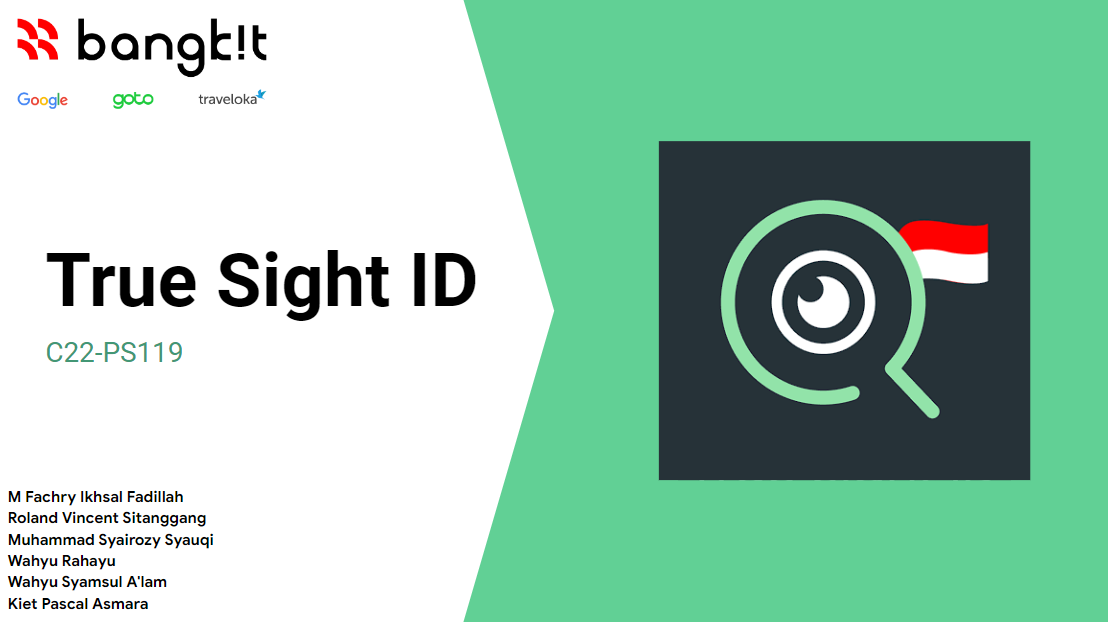 bangk!t
Google
goto
traveloka
True Sight ID
C22-PS119
M Fachry Ikhsal Fadillah
Roland Vincent Sitanggang
Muhammad Syairozy Syauqi
Wahyu Rahayu
Wahyu Syamsul A'lam
Kiet Pascal Asmara